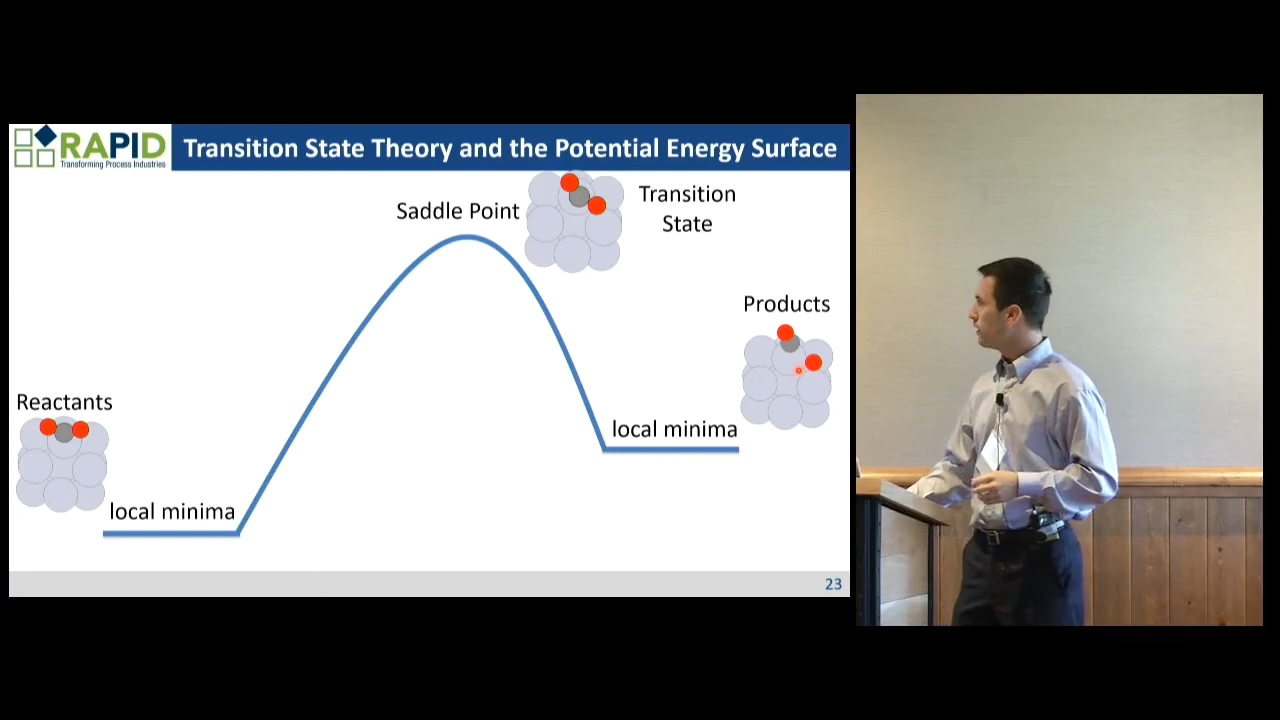 RAPID
Transforming Process Industries
Transition State Theory and the Potential Energy Surface
Saddle Point
Transition
State
Products
Reactants
local minima
local minima
23